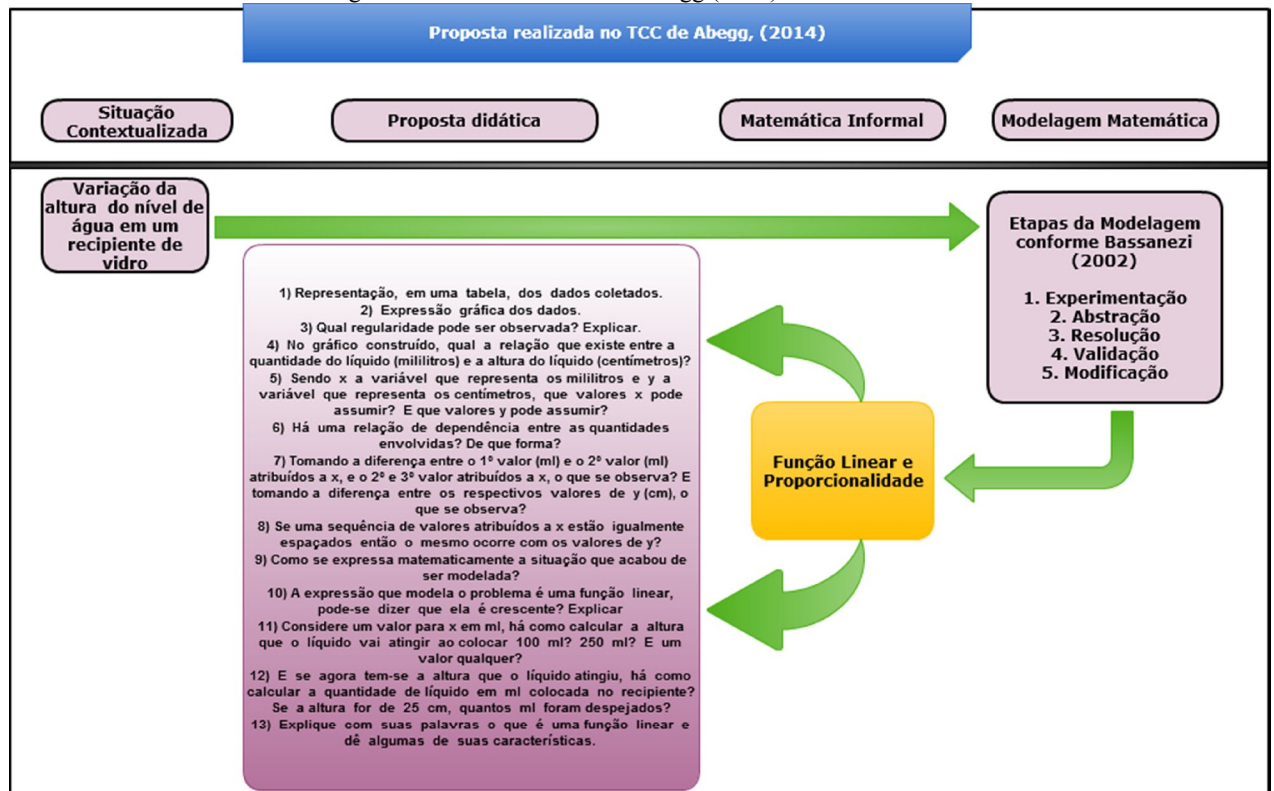 Proposta realizada no TCC de Abegg, (2014)
Situação
Contextualizada
Proposta didática
Matemática Informal
Modelagem Matemática
Variação da
altura do nível de
água em um
recipiente de
vidro
1) Representação, em uma tabela, dos dados coletados.
2) Expressão gráfica dos dados.
3) Qual regularidade pode ser observada? Explicar.
4) No gráfico construído, qual a relação que existe entre a
quantidade do líquido (mililitros) e a altura do líquido (centímetros)?
5) Sendo x a variável que representa os mililitros e y a
variável que representa os centímetros, que valores x pode
assumir? E que valores y pode assumir?
6) Há uma relação de dependência entre as quantidades
envolvidas? De que forma?
7) Tomando a diferença entre o 1º valor (ml) e o 2º valor (ml)
atribuídos a x, e o 2º e 3º valor atribuídos a x, o que se observa? E
tomando a diferença entre os respectivos valores de y (cm), o
que se observa?
8) Se uma sequência de valores atribuídos a x estão igualmente
espaçados então o mesmo ocorre com os valores de y?
9) Como se expressa matematicamente a situação que acabou de
ser modelada?
10) A expressão que modela o problema é uma função linear,
pode-se dizer que ela é crescente? Explicar
11) Considere um valor para x em ml, há como calcular a altura
que o líquido vai atingir ao colocar 100 ml? 250 ml? E um
valor qualquer?
12) E se agora tem-se a altura que o líquido atingiu, há como
calcular a quantidade de líquido em ml colocada no recipiente?
Se a altura for de 25 cm, quantos ml foram despejados?
13) Explique com suas palavras o que é uma função linear e
dê algumas de suas características.
Função Linear e
Proporcionalidade
Etapas da Modelagem
conforme Bassanezi
(2002)
1. Experimentação
2. Abstração
3. Resolução
4. Validação
5. Modificação